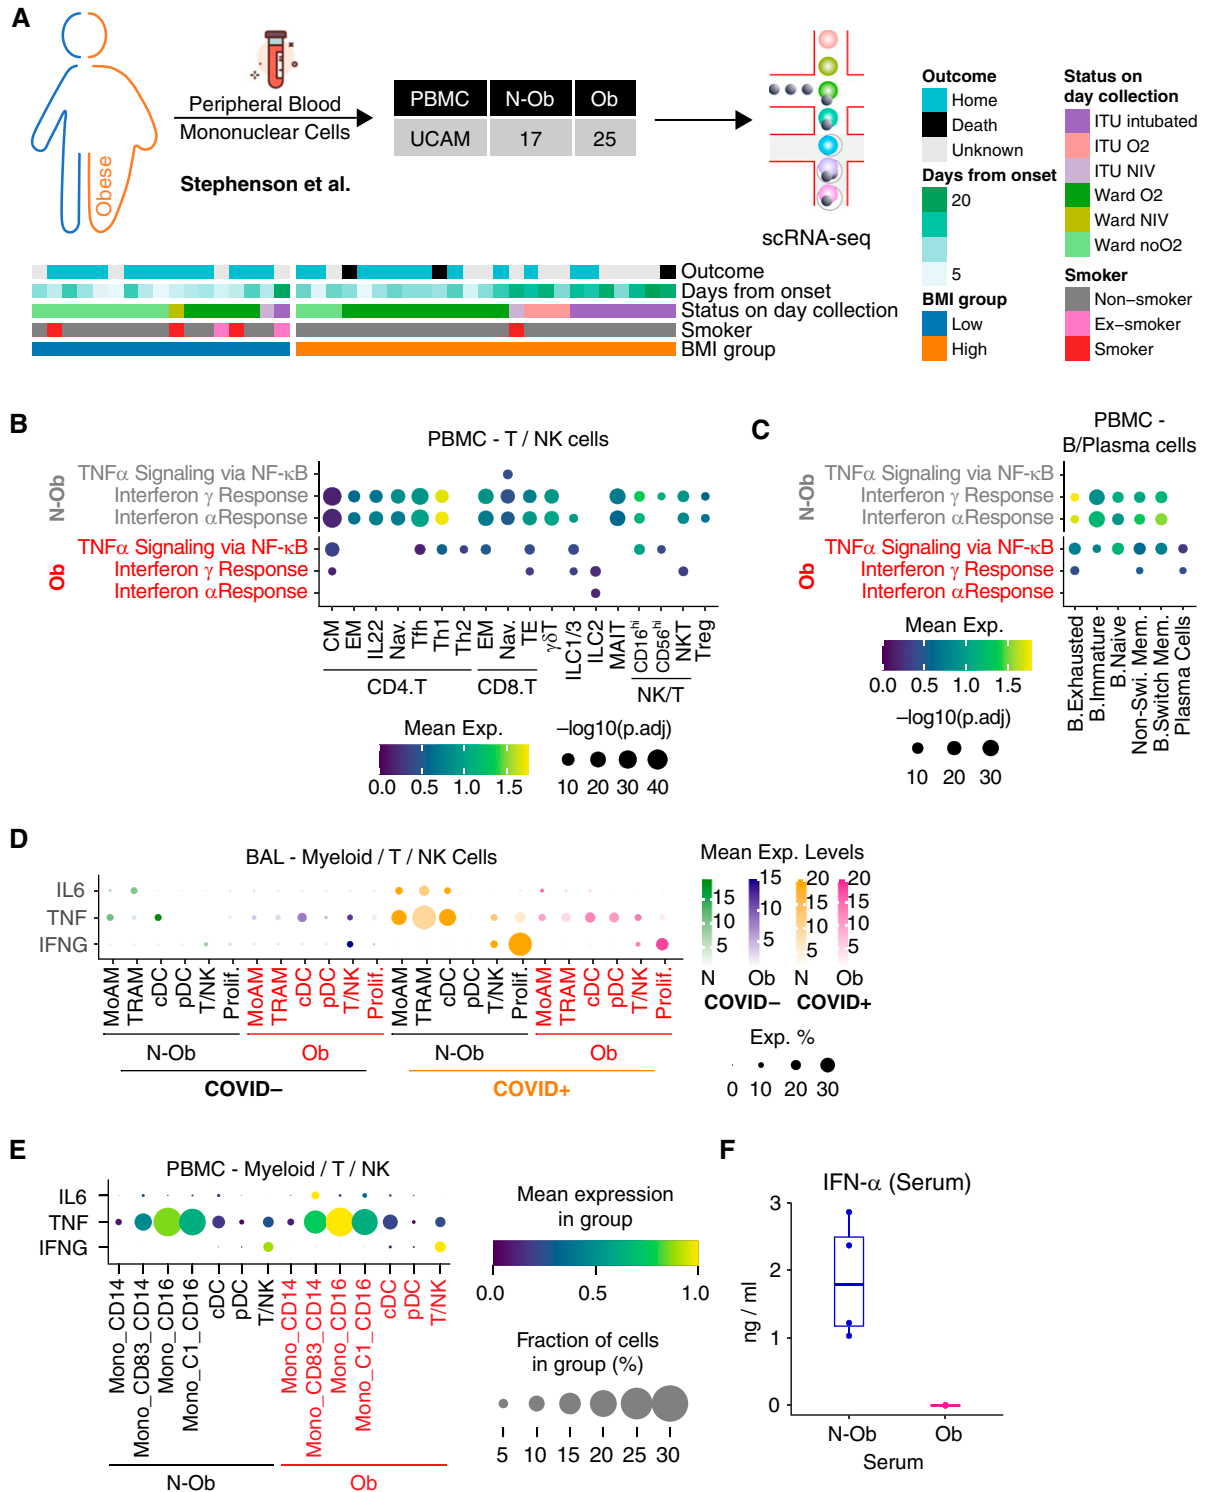 A
Obese
Peripheral Blood
Mononuclear Cells
Stephenson et al.
PBMC N-Ob Ob
UCAM 17 25
scRNA-seq
Outcome
Home
Death
Unknown
Days from onset
20
5
BMI group
Low
High
Status on
day collection
ITU intubated
ITU O2
ITU NIV
Ward O2
Ward NIV
Ward noO2
Smoker
Non–smoker
Ex–smoker
Smoker
Outcome
Days from onset
Status on day collection
Smoker
BMI group
B
PBMC - T / NK cells
N-Ob
TNFα Signaling via NF-κB
Interferon γ Response
Interferon αResponse
Ob
TNFα Signaling via NF-κB
Interferon γ Response
Interferon αResponse
CM EM IL22 Nav. Tfh Th1 Th2 EM Nav. TE γδT ILC1/3 ILC2 MAIT CD16hi CD56hi NKT Treg
CD4.T CD8.T NK/T
Mean Exp.
0.0 0.5 1.0 1.5
–log10(p.adj)
10 20 30 40
C
PBMC -
B/Plasma cells
N-Ob
TNFα Signaling via NF-κB
Interferon γ Response
Interferon αResponse
Ob
TNFα Signaling via NF-κB
Interferon γ Response
Interferon αResponse
B.Exhausted B.Immature B.Naive Non-Swi. Mem. B.Switch Mem. Plasma Cells
Mean Exp.
0.0 0.5 1.0 1.5
–log10(p.adj)
10 20 30
D
BAL - Myeloid / T / NK Cells
IL6
TNF
IFNG
MoAM TRAM cDC pDC T/NK Prolif. MoAM TRAM cDC pDC T/NK Prolif. MoAM TRAM cDC pDC T/NK Prolif. MoAM TRAM cDC pDC T/NK Prolif.
N-Ob Ob N-Ob Ob
COVID– COVID+
Mean Exp. Levels
15 10 5
15 10 5
20 15 10 5
20 15 10 5
N Ob N Ob
COVID– COVID+
Exp. %
0 10 20 30
E
PBMC - Myeloid / T / NK
IL6
TNF
IFNG
Mono_CD14 Mono_CD83_CD14 Mono_CD16 Mono_C1_CD16 cDC pDC T/NK Mono_CD14 Mono_CD83_CD14 Mono_CD16 Mono_C1_CD16 cDC pDC T/NK
N-Ob Ob
Mean expression
in group
0.0 0.5 1.0
Fraction of cells
in group (%)
5 10 15 20 25 30
F
IFN-α (Serum)
ng / ml
3
2
1
0
N-Ob Ob
Serum